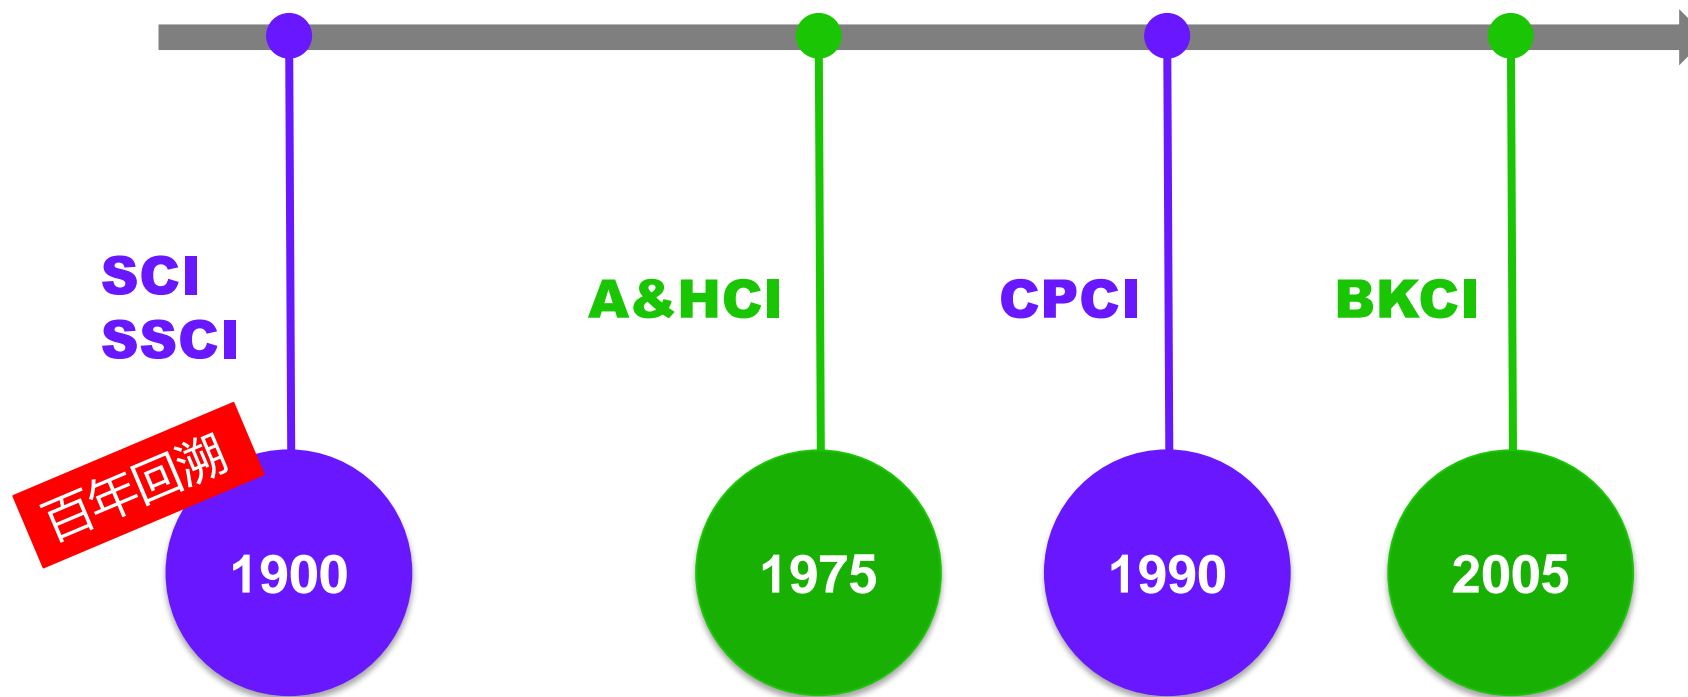 SCI
SSCI
A&HCI
CPCI
BKCI
百年回溯
1900
1975
1990
2005